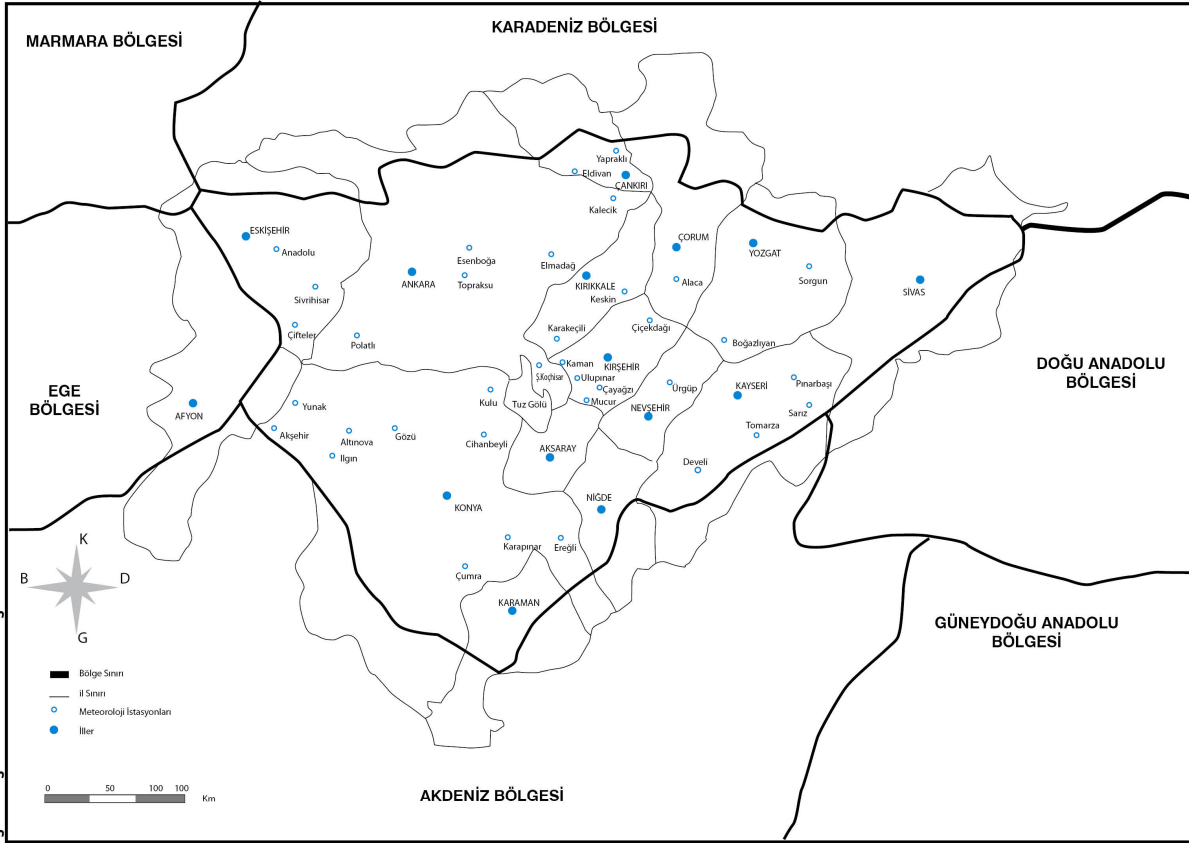 MARMARA BÖLGESİ
KARADENİZ BÖLGESİ
Yapraklı
Eldivan
ÇANKIRI
Kalecik
ESKİŞEHİR
Anadolu
Esenboğa
Elmadağ
ÇORUM
YOZGAT
ANKARA
Topraksu
KIRIKKALE
Keskin
Alaca
Sorgun
SİVAS
Sivrihisar
Çifteler
Polatlı
Karakeçili
Çiçekdağı
Boğazlıyan
DOĞU ANADOLU
BÖLGESİ
EGE
BÖLGESİ
AFYON
Ş.Koçhisar
Kaman
KIRŞEHİR
Ulupınar
Çayağzı
Mucur
Ürgüp
KAYSERİ
Pınarbaşı
Sarız
Yunak
Kulu
Tuz Gölü
NEVŞEHİR
Tomarza
Akşehir
Altınova
Gözü
Cihanbeyli
AKSARAY
Ilgın
Develi
KONYA
NİĞDE
Karapınar
Ereğli
Çumra
KARAMAN
K
B
D
G
GÜNEYDOĞU ANADOLU
BÖLGESİ
Bölge Sınırı
il Sınırı
Meteoroloji İstasyonları
İller
0 50 100 100
Km
AKDENİZ BÖLGESİ